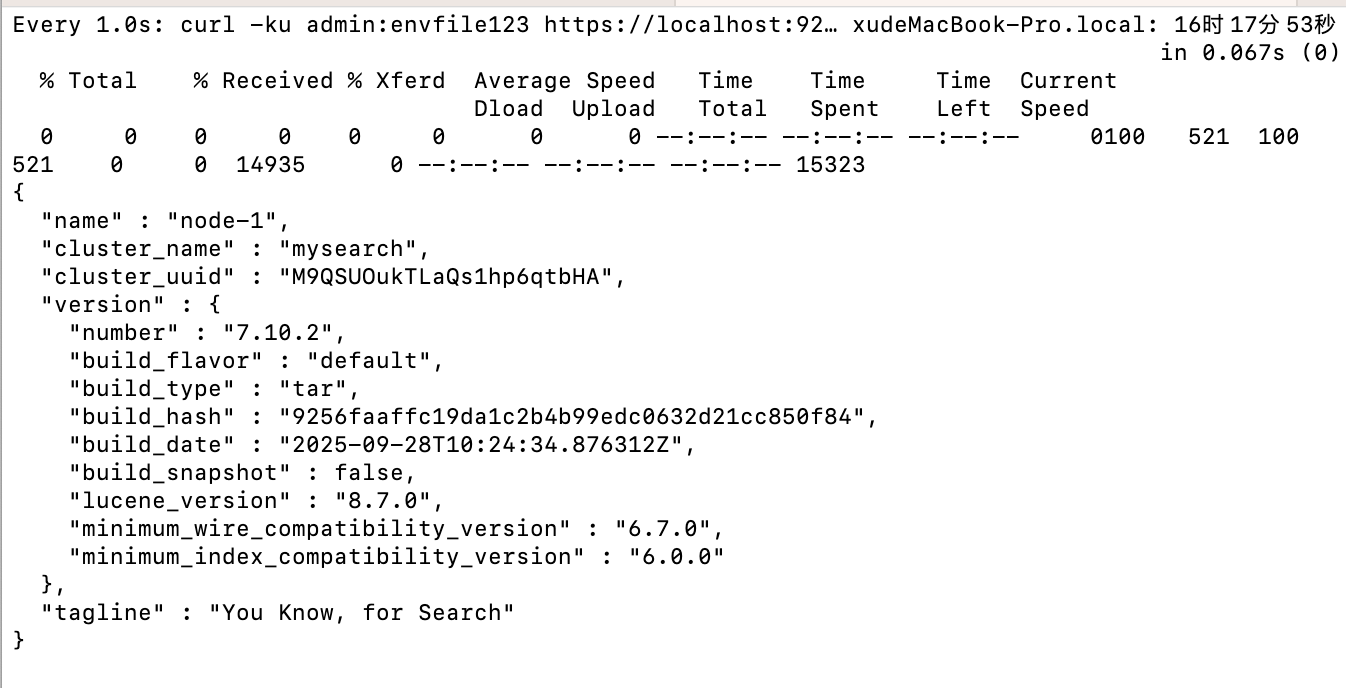 Every 1.0s: curl -ku admin:envfile123 https://localhost:92… xudeMacBook-Pro.local: 16时17分53秒
in 0.067s (0)
% Total % Received % Xferd Average Speed Time Time Time Current
Dload Upload Total Spent Left Speed
0 0 0 0 0 0 0 0 --:--:-- --:--:-- --:--:-- 0100 521 100
521 0 0 14935 0 --:--:-- --:--:-- --:--:-- 15323
{
"name" : "node-1",
"cluster_name" : "mysearch",
"cluster_uuid" : "M9QSUOukTLaQs1hp6qtbHA",
"version" : {
"number" : "7.10.2",
"build_flavor" : "default",
"build_type" : "tar",
"build_hash" : "9256faaffc19da1c2b4b99edc0632d21cc850f84",
"build_date" : "2025-09-28T10:24:34.876312Z",
"build_snapshot" : false,
"lucene_version" : "8.7.0",
"minimum_wire_compatibility_version" : "6.7.0",
"minimum_index_compatibility_version" : "6.0.0"
},
"tagline" : "You Know, for Search"
}